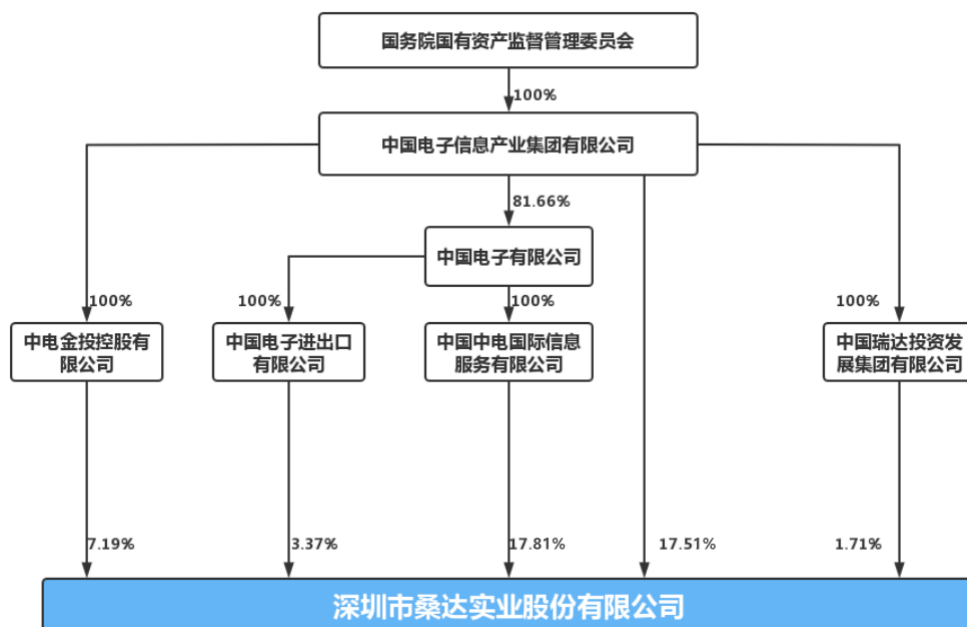 国务院国有资产监督管理委员会
100%
中国电子信息产业集团有限公司
81.66%
中国电子有限公司
100%
100%
100%
100%
中电金投控股有
限公司
中国电子进出口
有限公司
中国中电国际信息
服务有限公司
中国瑞达投资发
展集团有限公司
7.19%
3.37%
17.81%
17.51%
1.71%
深圳市桑达实业股份有限公司